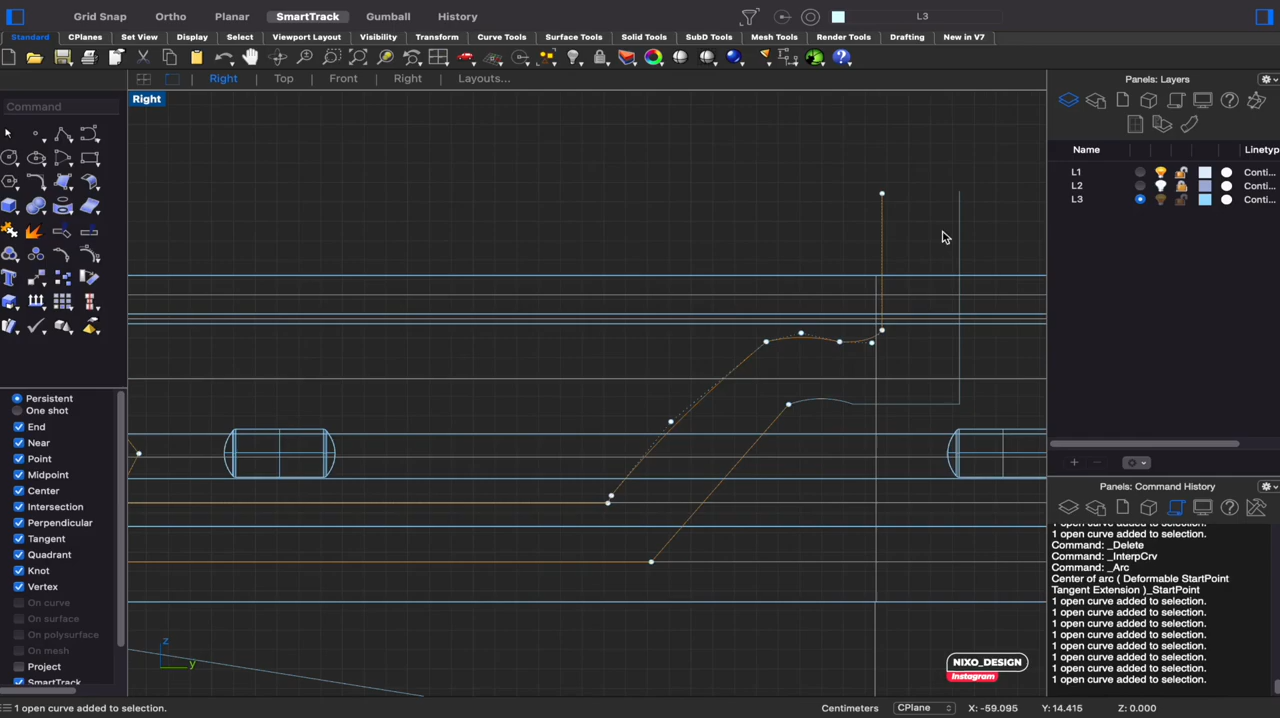 Grid Snap Ortho Planar SmartTrack Gumball History L3
Standard CPlanes Set View Display Select Viewport Layout Visibility Transform Curve Tools Surface Tools Solid Tools SubD Tools Mesh Tools Render Tools Drafting New in V7
Right Top Front Right Layouts...
Panels: Layers
Right
Command
Name Linetyp
L1 Conti...
L2 Conti...
L3 Conti...
Persistent
One shot
End
Near
Point
Midpoint
Center
Intersection
Perpendicular
Tangent
Quadrant
Knot
Vertex
On curve
On surface
On polysurface
On mesh
Project
SmartTrack
z
y
Panels: Command History
1 open curve added to selection.
1 open curve added to selection.
Command: _Delete
Command: _InterpCrv
Command: _Arc
Center of arc ( Deformable StartPoint
Tangent Extension )_StartPoint
1 open curve added to selection.
1 open curve added to selection.
1 open curve added to selection.
1 open curve added to selection.
1 open curve added to selection.
1 open curve added to selection.
1 open curve added to selection.
1 open curve added to selection.
NIXO_DESIGN
Instagram
1 open curve added to selection.
Centimeters CPlane X: -59.095 Y: 14.415 Z: 0.000